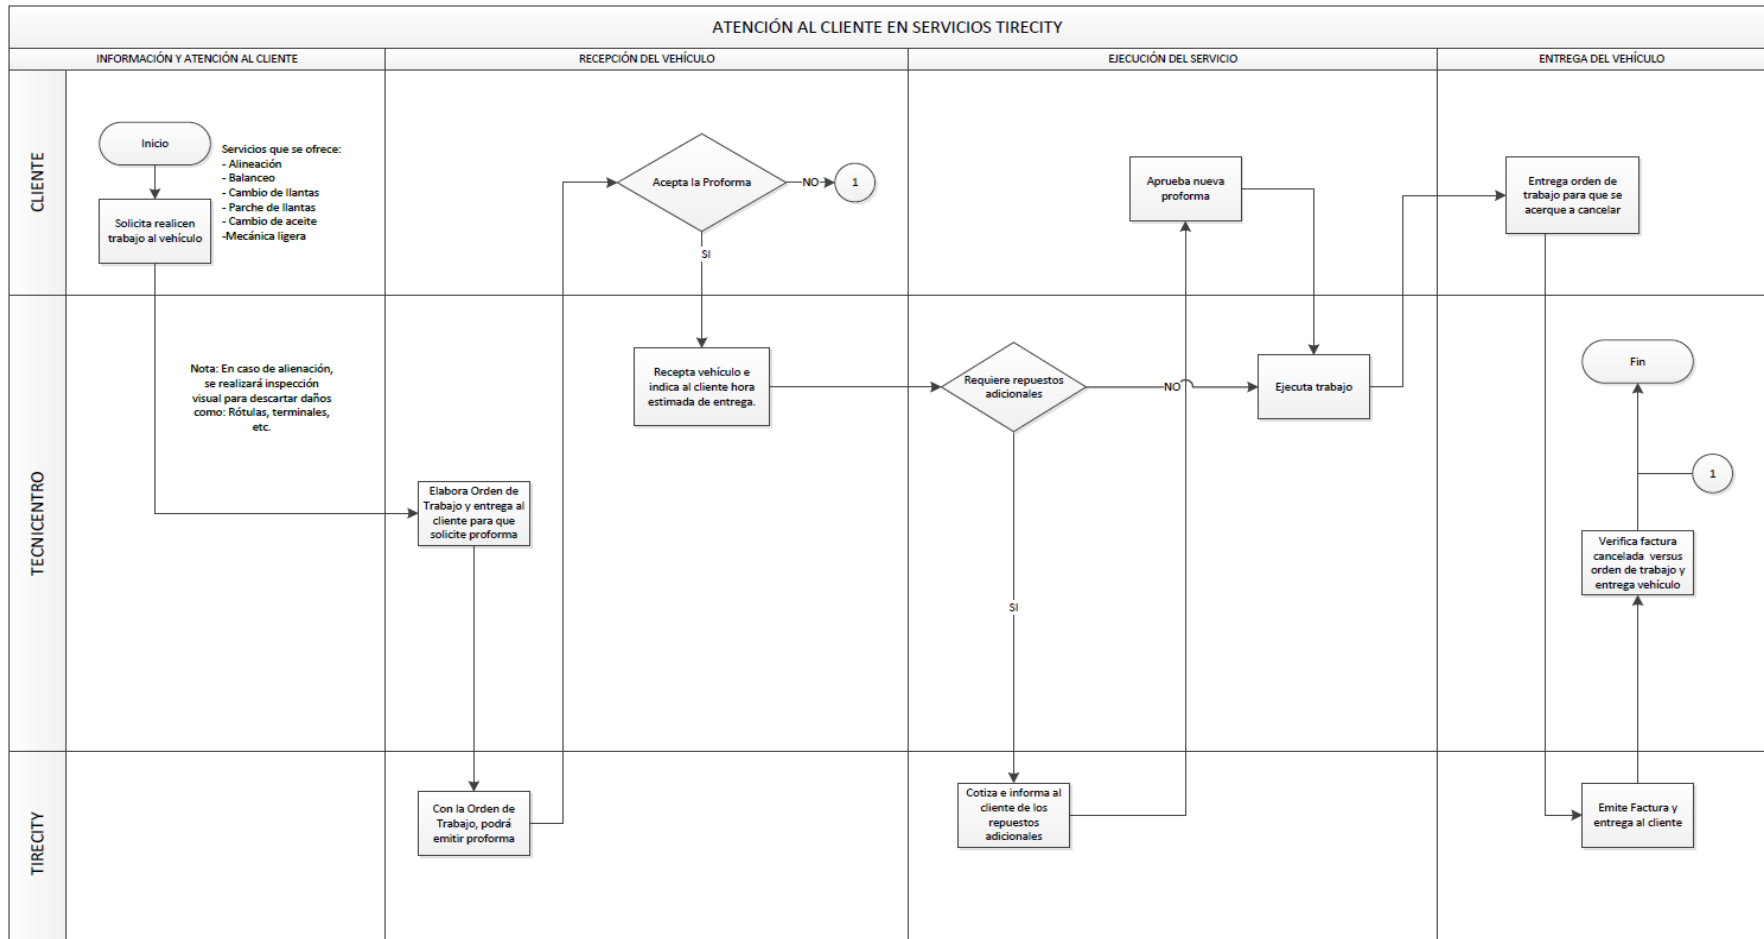 ATENCIÓN AL CLIENTE EN SERVICIOS TIRECITY
INFORMACIÓN Y ATENCIÓN AL CLIENTE
RECEPCIÓN DEL VEHÍCULO
EJECUCIÓN DEL SERVICIO
ENTREGA DEL VEHÍCULO
CLIENTE
Inicio
Solicita realicen
trabajo al vehículo
Servicios que se ofrece:
- Alineación
- Balanceo
- Cambio de llantas
- Parche de llantas
- Cambio de aceite
-Mecánica ligera
Acepta la Proforma
NO
1
SI
Aprueba nueva
proforma
Entrega orden de
trabajo para que se
acerque a cancelar
TECNICENTRO
Nota: En caso de alienación,
se realizará inspección
visual para descartar daños
como: Rótulas, terminales,
etc.
Elabora Orden de
Trabajo y entrega al
cliente para que
solicite proforma
Recepta vehículo e
indica al cliente hora
estimada de entrega.
Requiere repuestos
adicionales
NO
SI
Ejecuta trabajo
Fin
1
Verifica factura
cancelada versus
orden de trabajo y
entrega vehículo
TIRECITY
Con la Orden de
Trabajo, podrá
emitir proforma
Cotiza e informa al
cliente de los
repuestos
adicionales
Emite Factura y
entrega al cliente